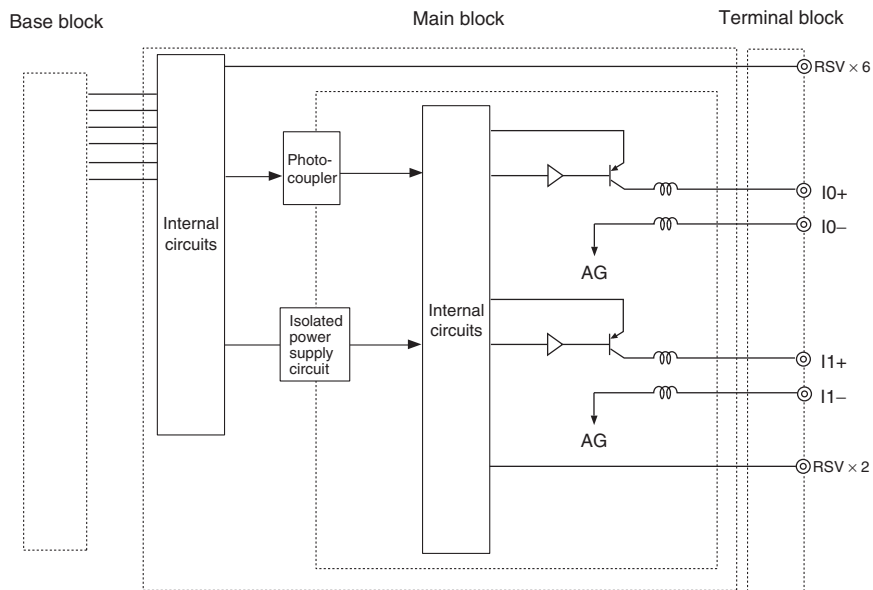 Base block
Main block
Terminal block
RSV × 6
Photo-
coupler
I0+
Internal
circuits
I0−
AG
Isolated
power
supply
circuit
Internal
circuits
I1+
I1−
AG
RSV × 2